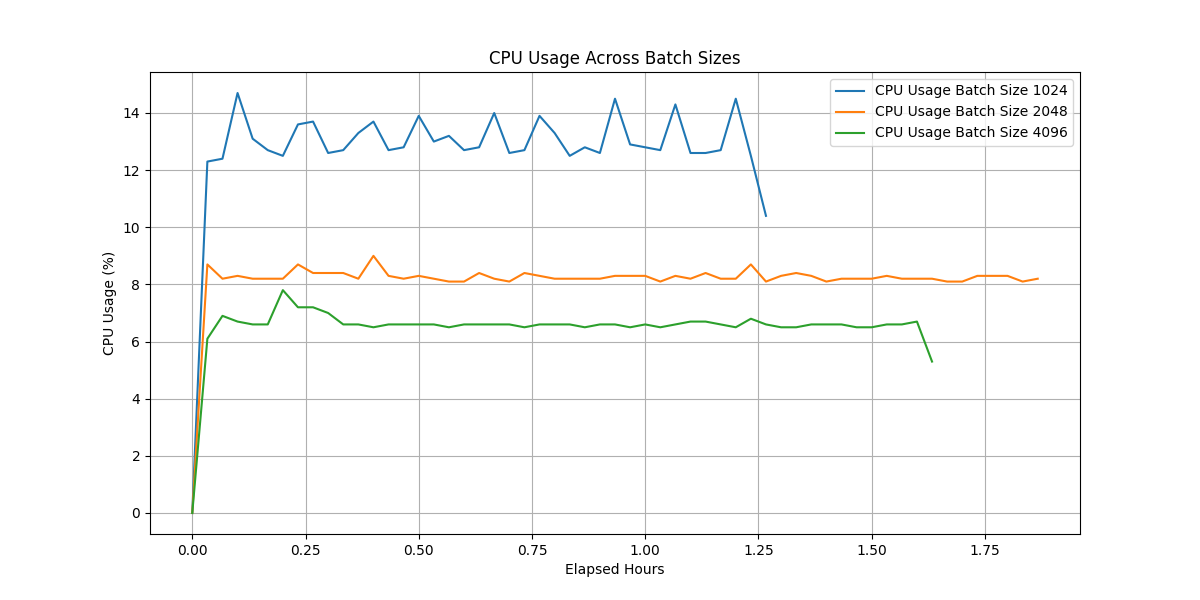 CPU Usage Across Batch Sizes
CPU Usage Batch Size 1024
CPU Usage Batch Size 2048
CPU Usage Batch Size 4096
CPU Usage (%)
14
12
10
8
6
4
2
0
0.00 0.25 0.50 0.75 1.00 1.25 1.50 1.75
Elapsed Hours